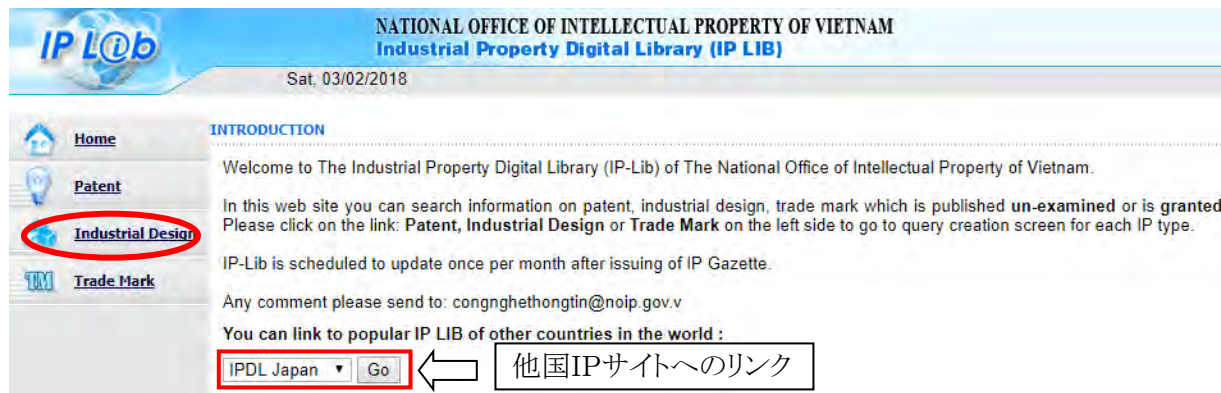 IP L@b
NATIONAL OFFICE OF INTELLECTUAL PROPERTY OF VIETNAM
Industrial Property Digital Library (IP LIB)
Sat, 03/02/2018
Home
Patent
Industrial Design
Trade Mark
INTRODUCTION
Welcome to The Industrial Property Digital Library (IP-Lib) of The National Office of Intellectual Property of Vietnam.
In this web site you can search information on patent, industrial design, trade mark which is published un-examined or is granted
Please click on the link: Patent, Industrial Design or Trade Mark on the left side to go to query creation screen for each IP type.
IP-Lib is scheduled to update once per month after issuing of IP Gazette.
Any comment please send to: congnghethongtin@noip.gov.v
You can link to popular IP LIB of other countries in the world :
IPDL Japan Go
他国IPサイトへのリンク